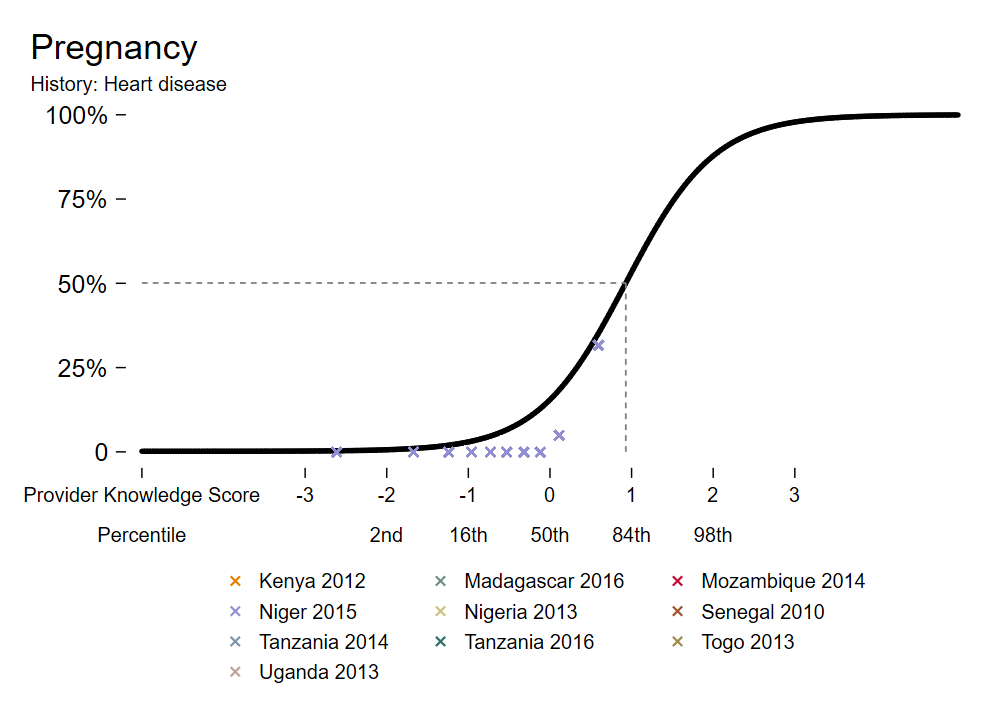 Pregnancy
History: Heart disease
100%
75%
50%
25%
0
Provider Knowledge Score -3 -2 -1 0 1 2 3
Percentile 2nd 16th 50th 84th 98th
Kenya 2012 Madagascar 2016 Mozambique 2014
Niger 2015 Nigeria 2013 Senegal 2010
Tanzania 2014 Tanzania 2016 Togo 2013
Uganda 2013